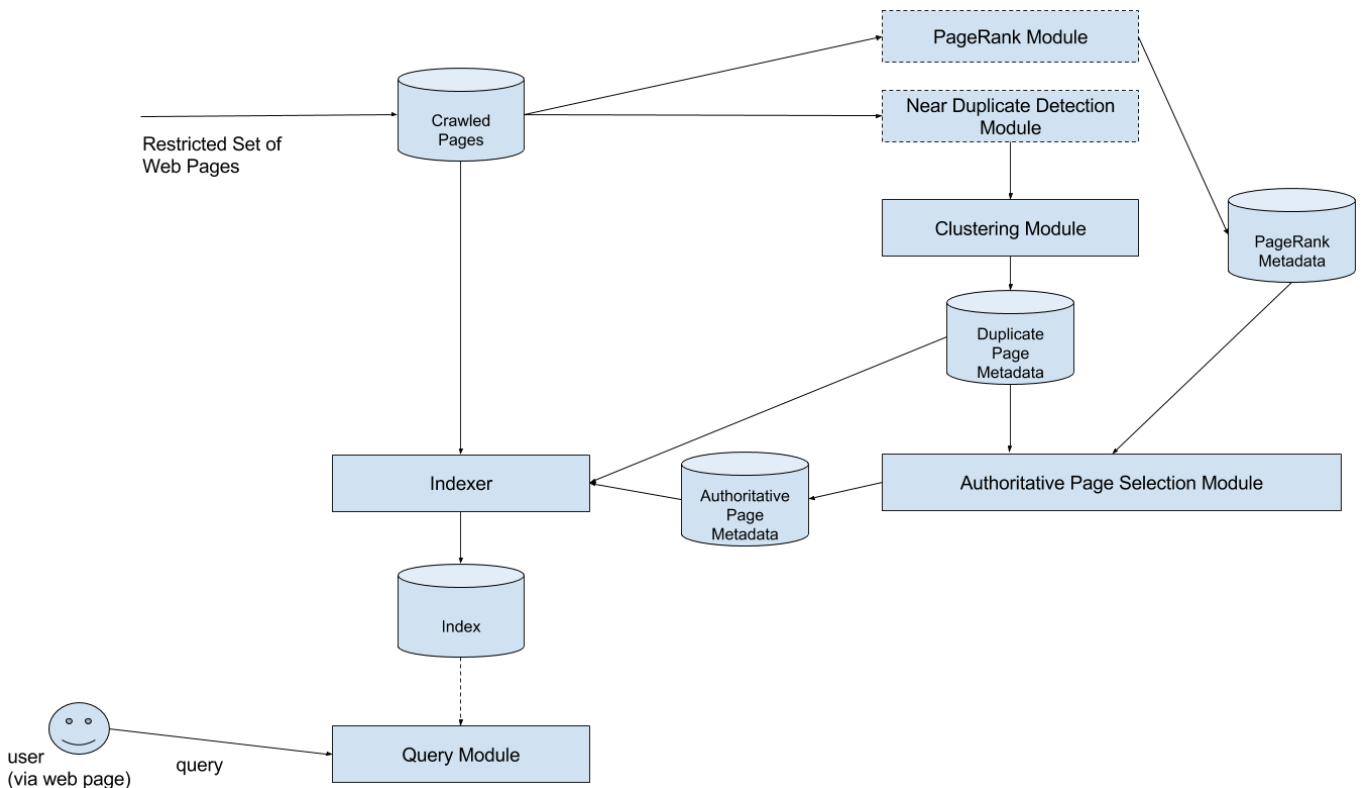 PageRank Module
Near Duplicate Detection
Module
Crawled
Pages
Restricted Set of
Web Pages
Clustering Module
PageRank
Metadata
Duplicate
Page
Metadata
Indexer
Authoritative
Page
Metadata
Authoritative Page Selection Module
Index
user
(via web page)
query
Query Module